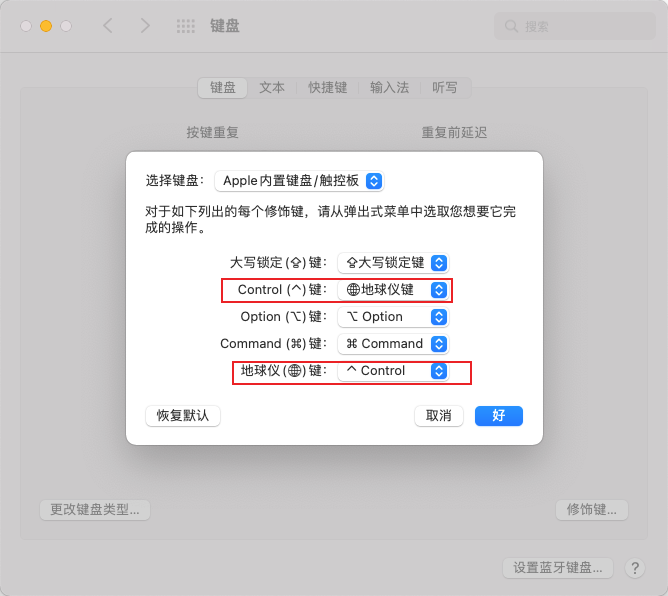 键盘
搜索
键盘 文本 快捷键 输入法 听写
按键重复 重复前延迟
选择键盘： Apple内置键盘/触控板
对于如下列出的每个修饰键，请从弹出式菜单中选取您想要它完
成的操作。
大写锁定(⇪)键： ⇪大写锁定键
Control (^)键： 🌐地球仪键
Option (⌥)键： ⌥ Option
Command (⌘)键： ⌘ Command
地球仪(🌐)键： ^ Control
恢复默认 取消 好
更改键盘类型... 修饰键...
设置蓝牙键盘... ?